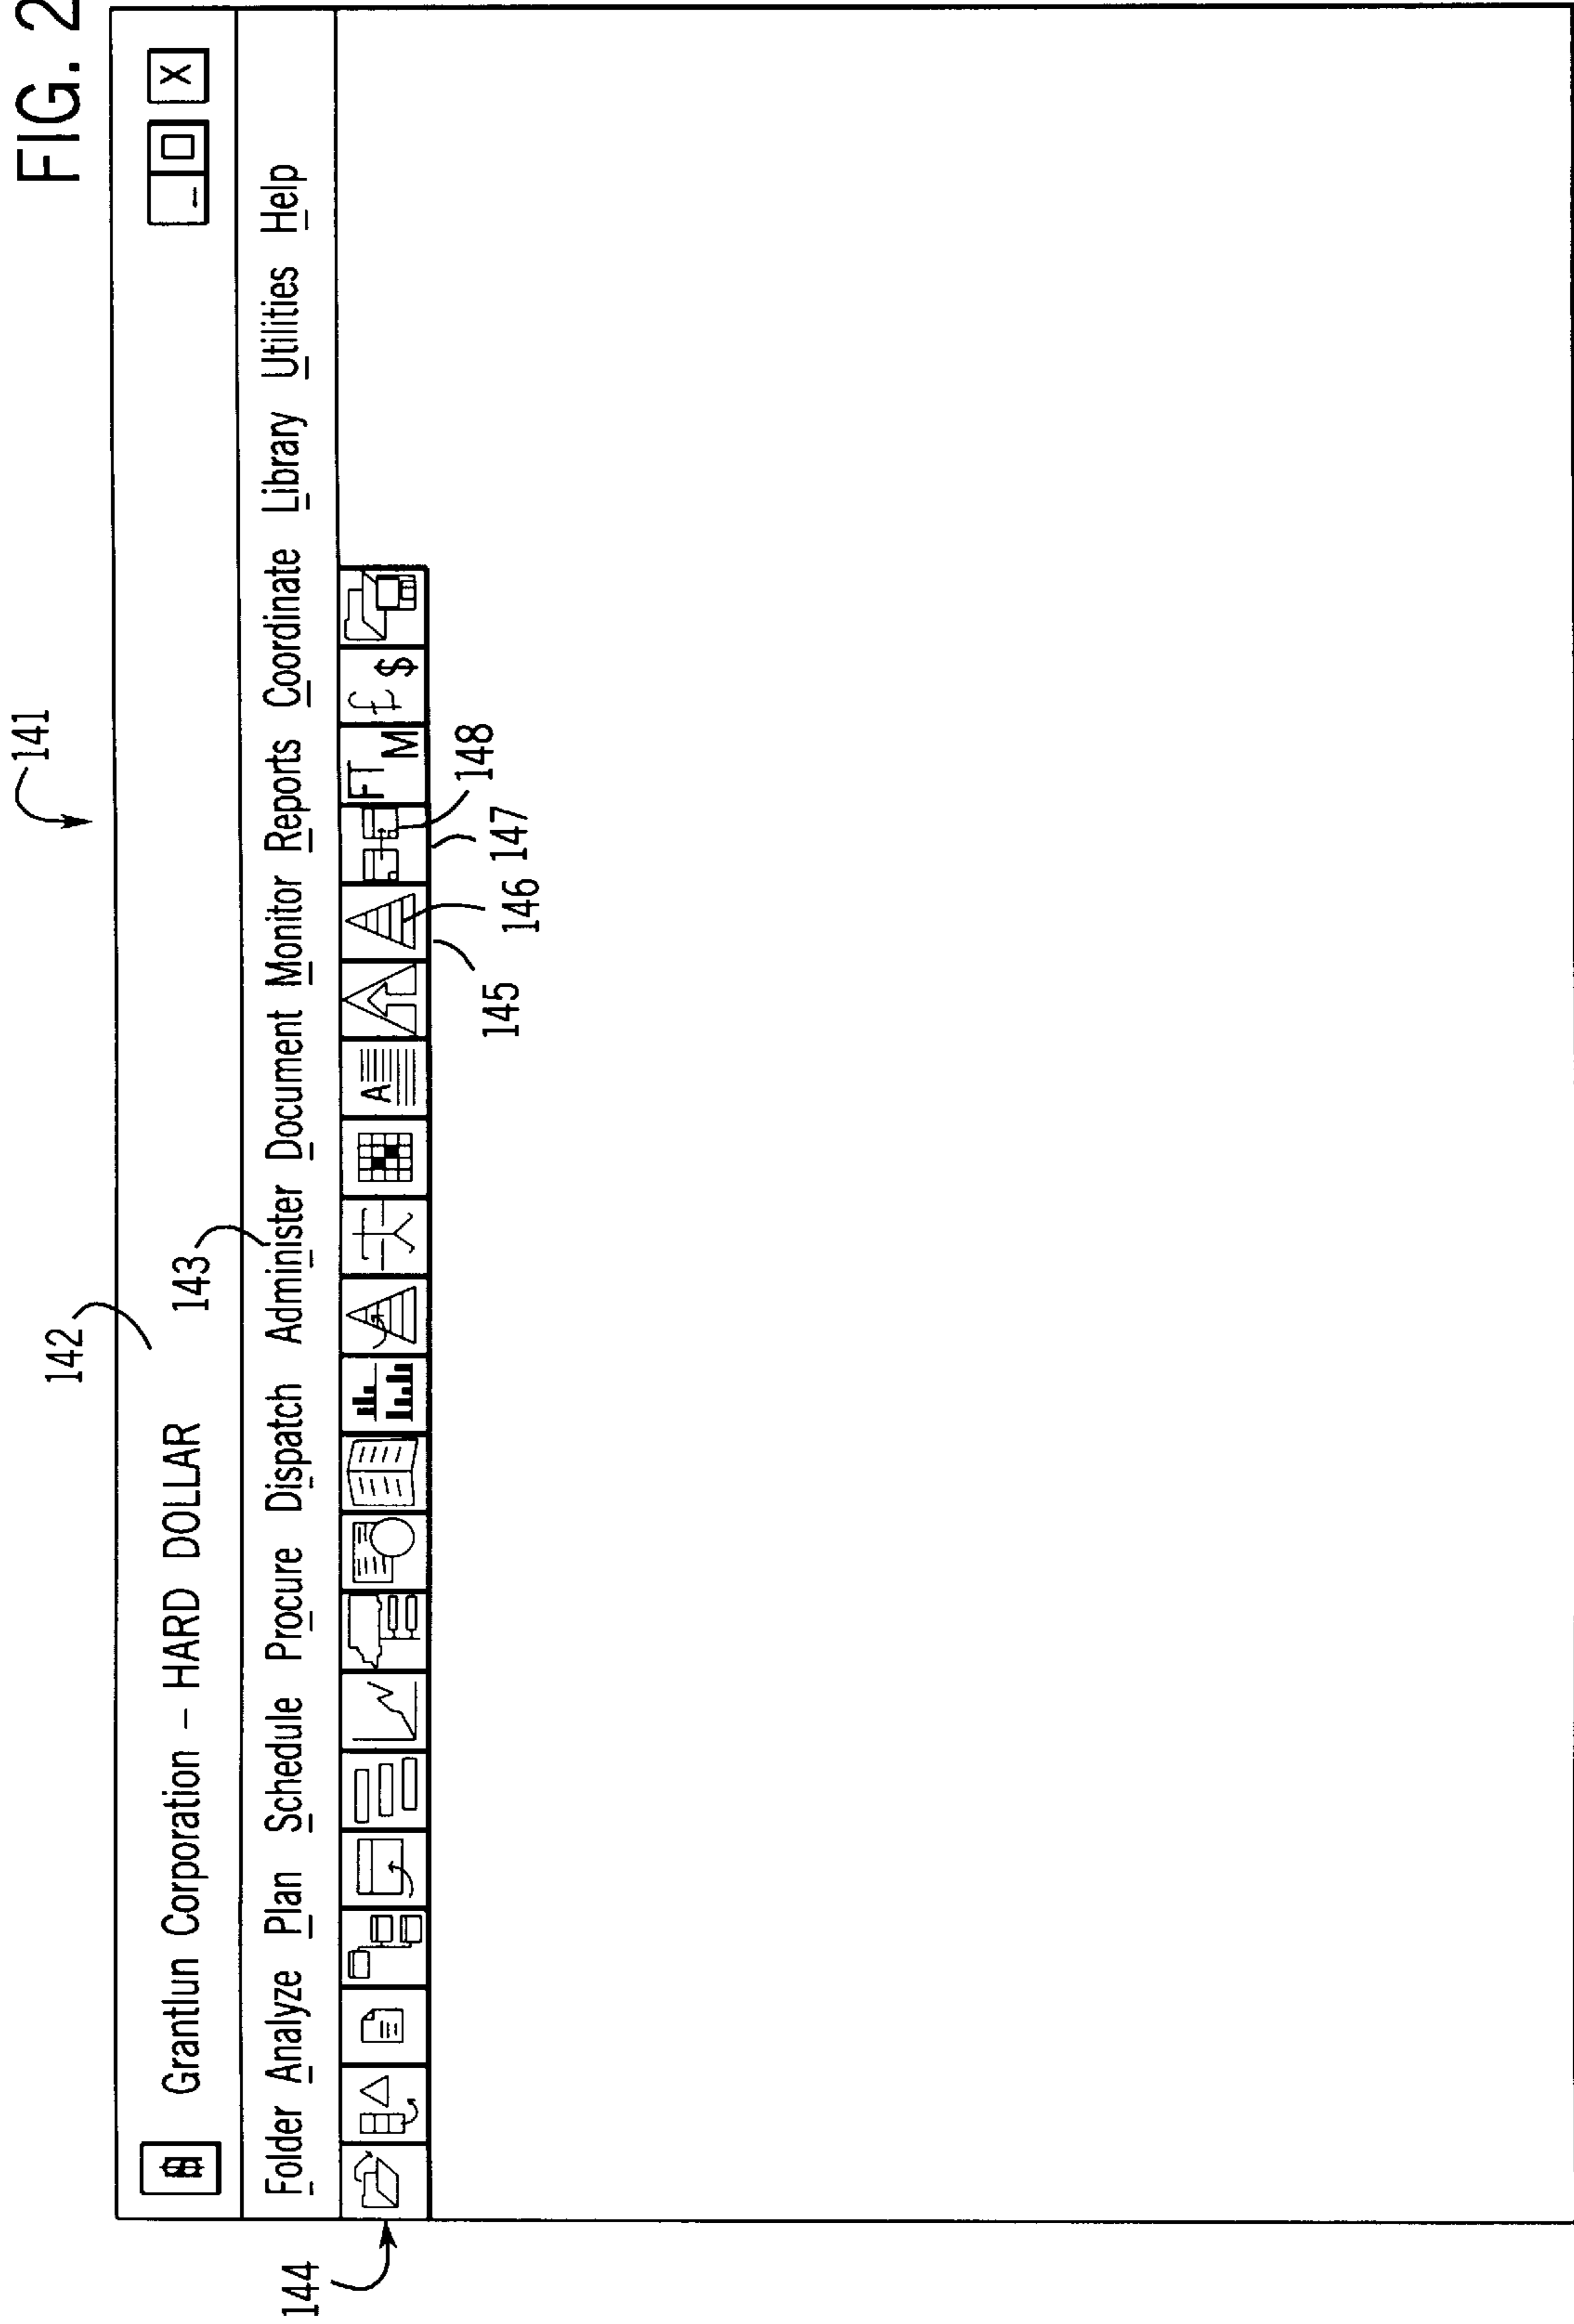 FIG. 2
141
142
Grantlun Corporation – HARD DOLLAR
_ X
143
Folder Analyze Plan Schedule Procure Dispatch Administer Document Monitor Reports Coordinate Library Utilities Help
144
A FT M £ $
148
147
146
145